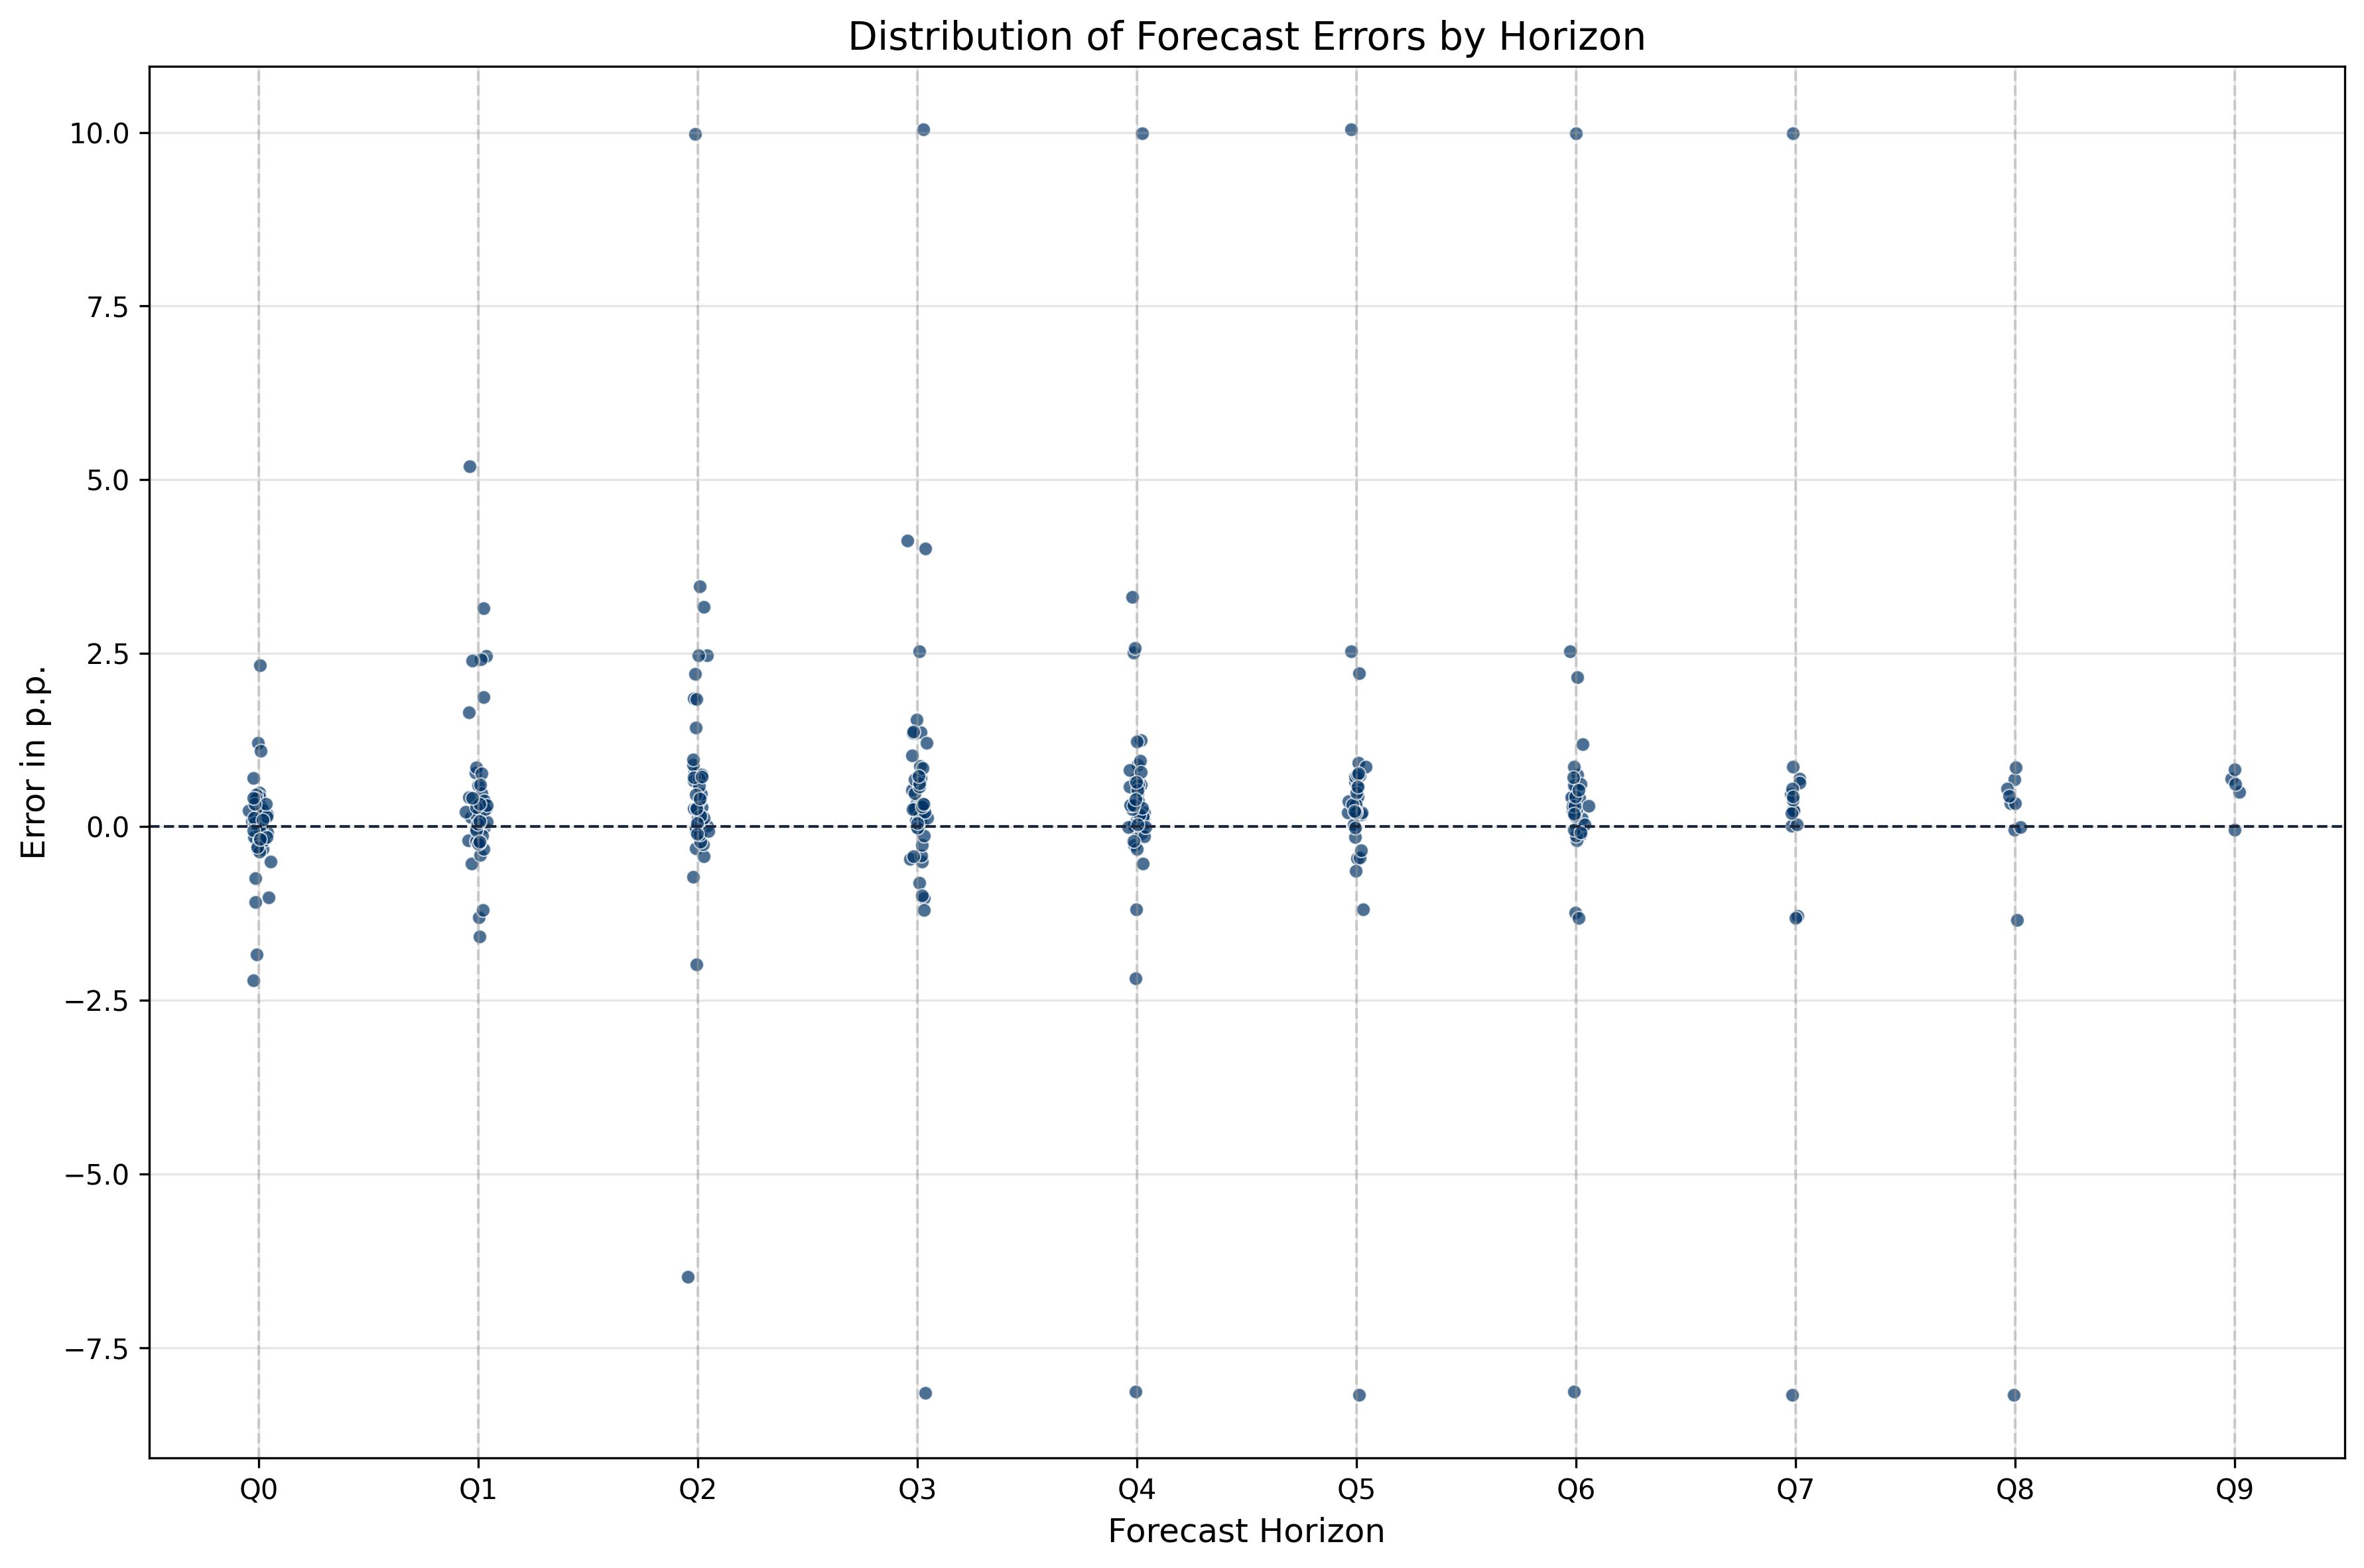 Distribution of Forecast Errors by Horizon
10.0
7.5
5.0
2.5
0.0
−2.5
−5.0
−7.5
Error in p.p.
Q0 Q1 Q2 Q3 Q4 Q5 Q6 Q7 Q8 Q9
Forecast Horizon